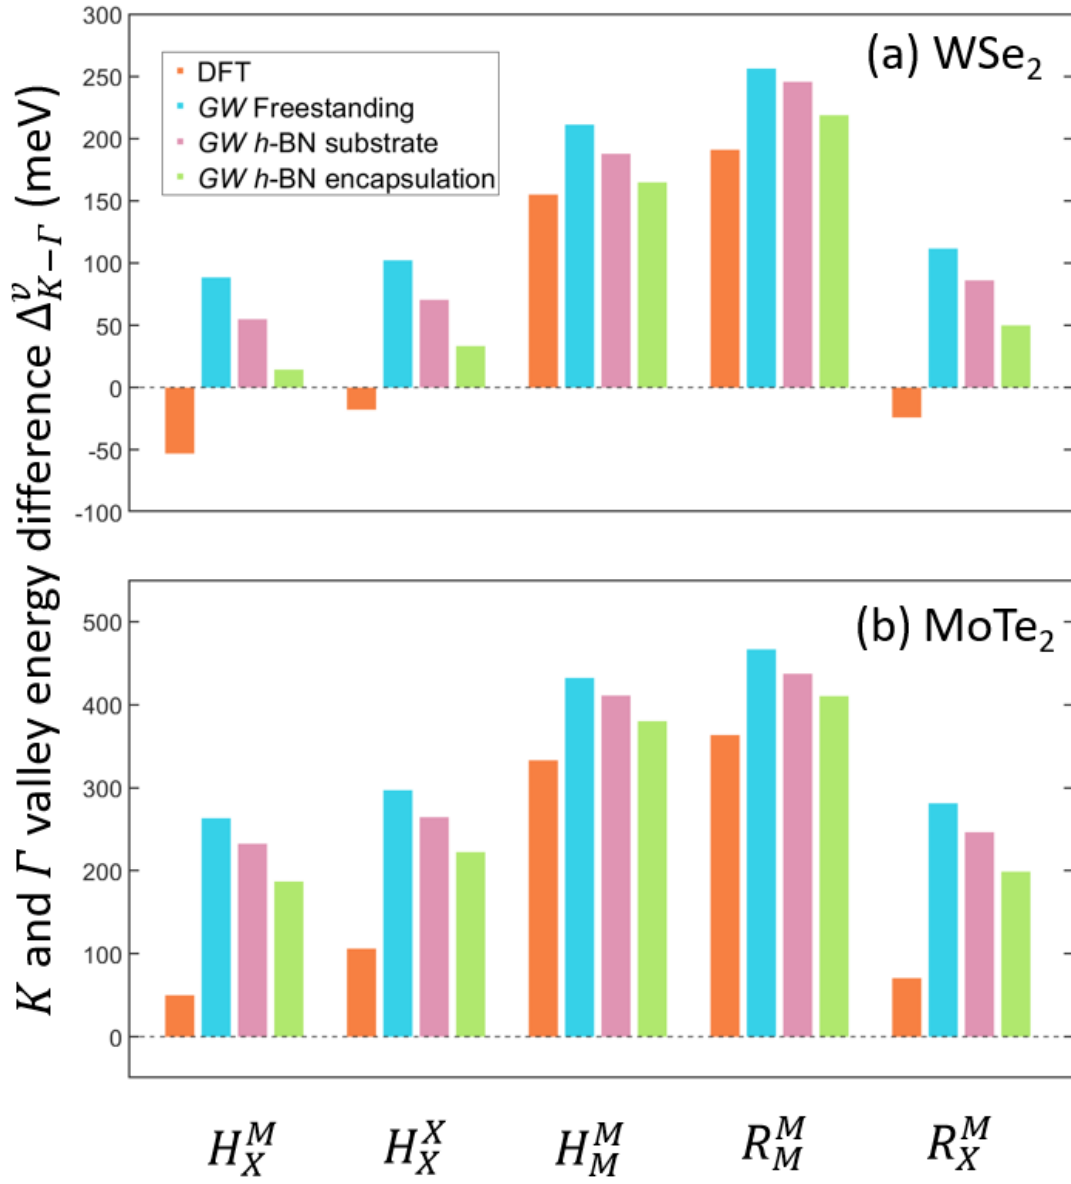 K and Γ valley energy difference Δ^v_{K−Γ} (meV)
(a) WSe₂
DFT
GW Freestanding
GW h-BN substrate
GW h-BN encapsulation
300
250
200
150
100
50
0
-50
-100
(b) MoTe₂
500
400
300
200
100
0
H^M_X H^X_X H^M_M R^M_M R^M_X